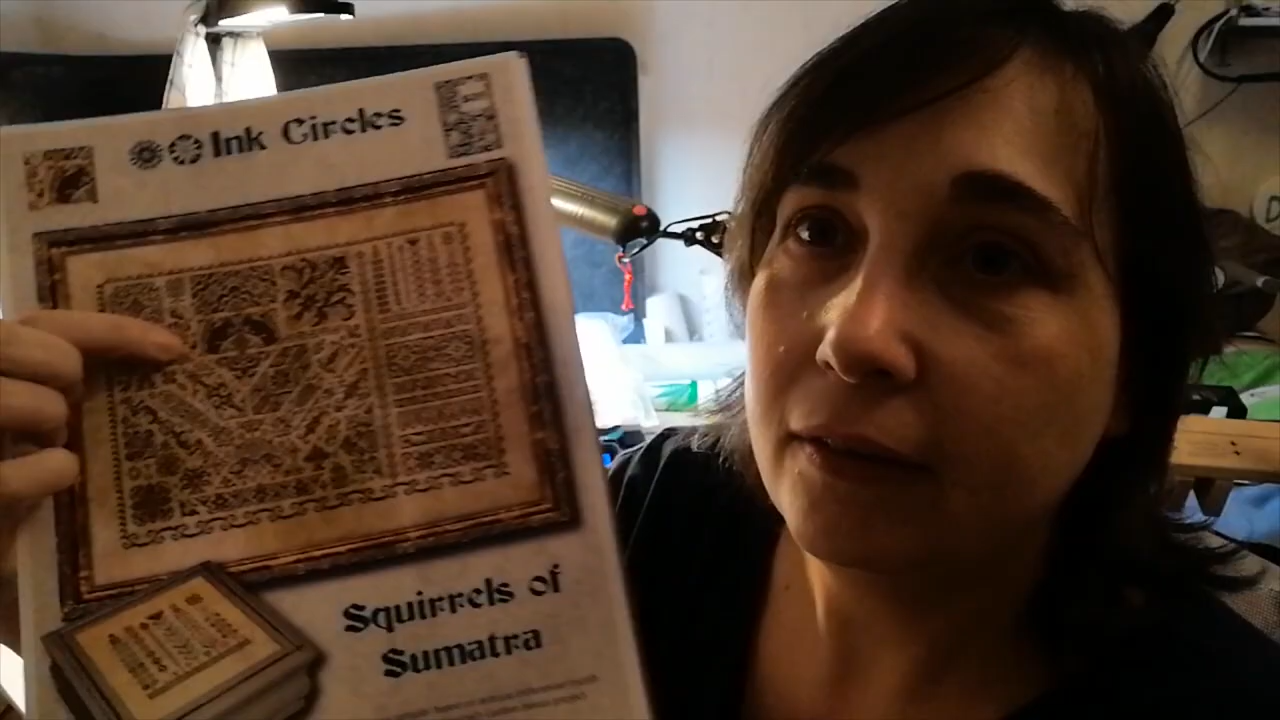 Ink Circles
Squirrels of
Sumatra